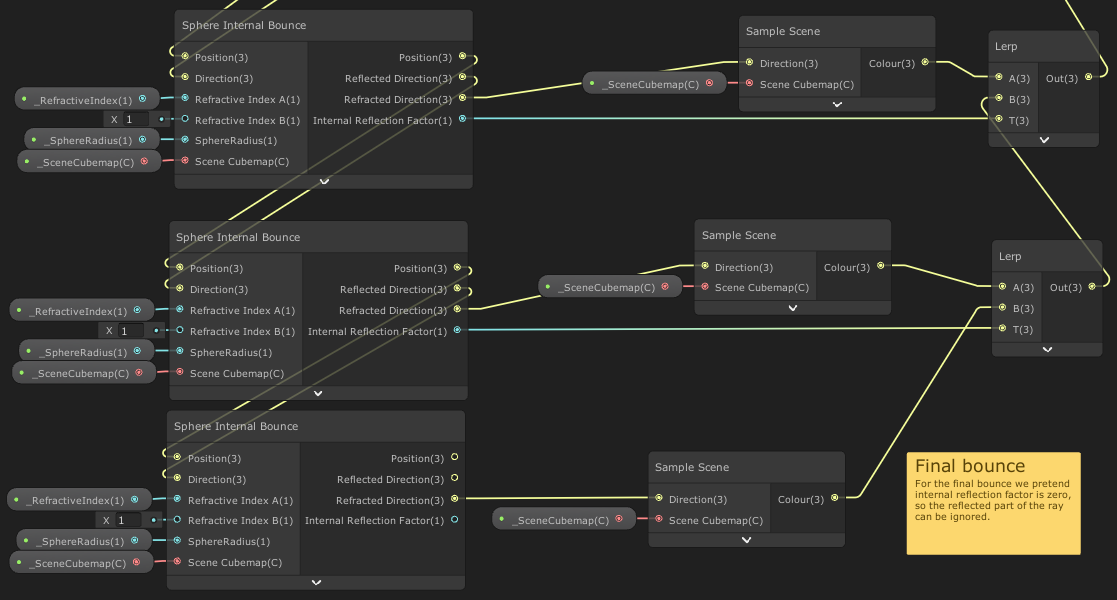 Sphere Internal Bounce
Position(3) Position(3)
Direction(3) Reflected Direction(3)
_RefractiveIndex(1) Refractive Index A(1) Refracted Direction(3)
X 1 Refractive Index B(1) Internal Reflection Factor(1)
_SphereRadius(1) SphereRadius(1)
_SceneCubemap(C) Scene Cubemap(C)
Sample Scene
Direction(3) Colour(3)
_SceneCubemap(C) Scene Cubemap(C)
Lerp
A(3) Out(3)
B(3)
T(3)
Sphere Internal Bounce
Position(3) Position(3)
Direction(3) Reflected Direction(3)
_RefractiveIndex(1) Refractive Index A(1) Refracted Direction(3)
X 1 Refractive Index B(1) Internal Reflection Factor(1)
_SphereRadius(1) SphereRadius(1)
_SceneCubemap(C) Scene Cubemap(C)
Sample Scene
Direction(3) Colour(3)
_SceneCubemap(C) Scene Cubemap(C)
Lerp
A(3) Out(3)
B(3)
T(3)
Sphere Internal Bounce
Position(3) Position(3)
Direction(3) Reflected Direction(3)
_RefractiveIndex(1) Refractive Index A(1) Refracted Direction(3)
X 1 Refractive Index B(1) Internal Reflection Factor(1)
_SphereRadius(1) SphereRadius(1)
_SceneCubemap(C) Scene Cubemap(C)
Sample Scene
Direction(3) Colour(3)
_SceneCubemap(C) Scene Cubemap(C)
Final bounce
For the final bounce we pretend
internal reflection factor is zero,
so the reflected part of the ray
can be ignored.